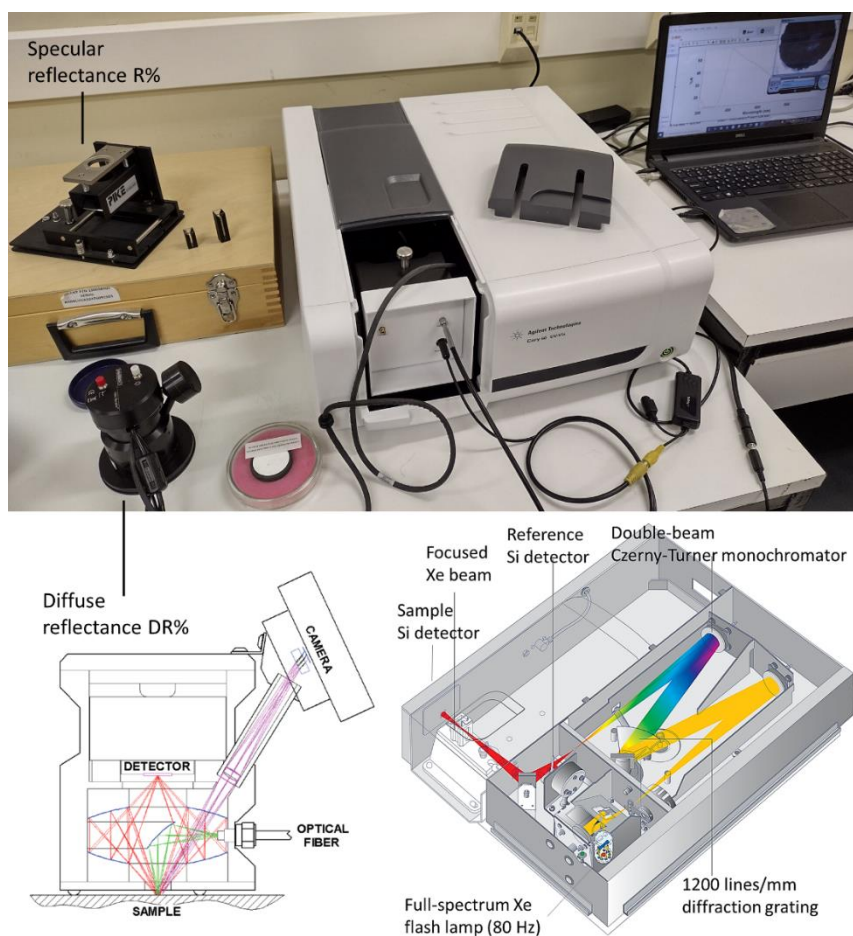 Specular
reflectance R%
PIKE
Agilent Technologies
Diffuse
reflectance DR%
CAMERA
DETECTOR
OPTICAL
FIBER
SAMPLE
Focused
Xe beam
Reference
Si detector
Double-beam
Czerny-Turner monochromator
Sample
Si detector
Full-spectrum Xe
flash lamp (80 Hz)
1200 lines/mm
diffraction grating